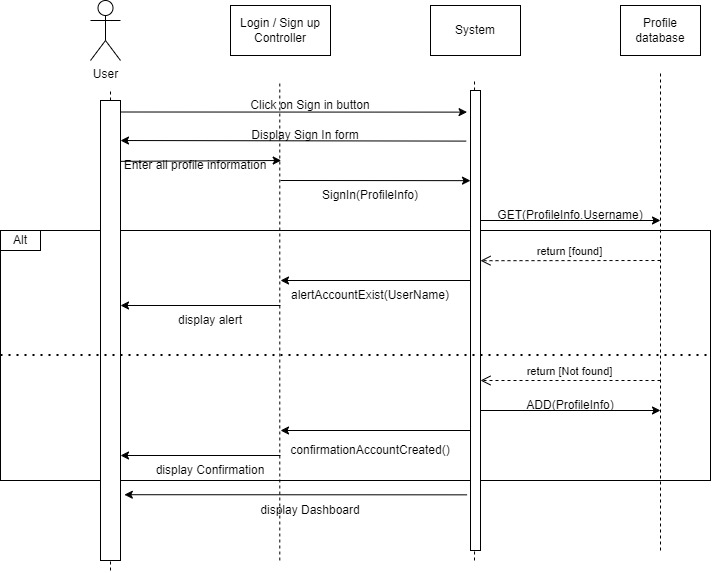 Login / Sign up
Controller
System
Profile
database
User
Click on Sign in button
Display Sign In form
Enter all profile information
SignIn(ProfileInfo)
GET(ProfileInfo.Username)
Alt
return [found]
alertAccountExist(UserName)
display alert
return [Not found]
ADD(ProfileInfo)
confirmationAccountCreated()
display Confirmation
display Dashboard